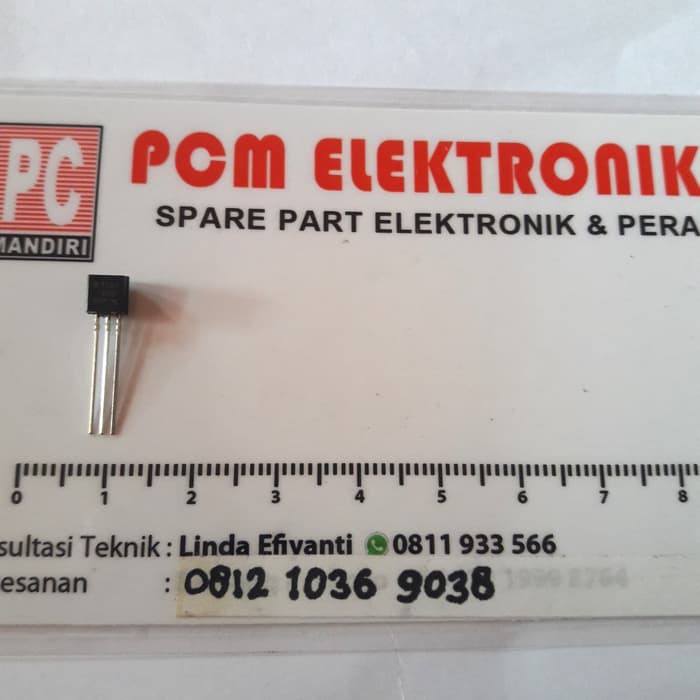 PCM ELEKTRONIK
PC
MANDIRI
SPARE PART ELEKTRONIK & PERA
0 1 2 3 4 5 6 7 8
sultasi Teknik : Linda Efivanti 0811 933 566
esanan : 0812 1036 9038